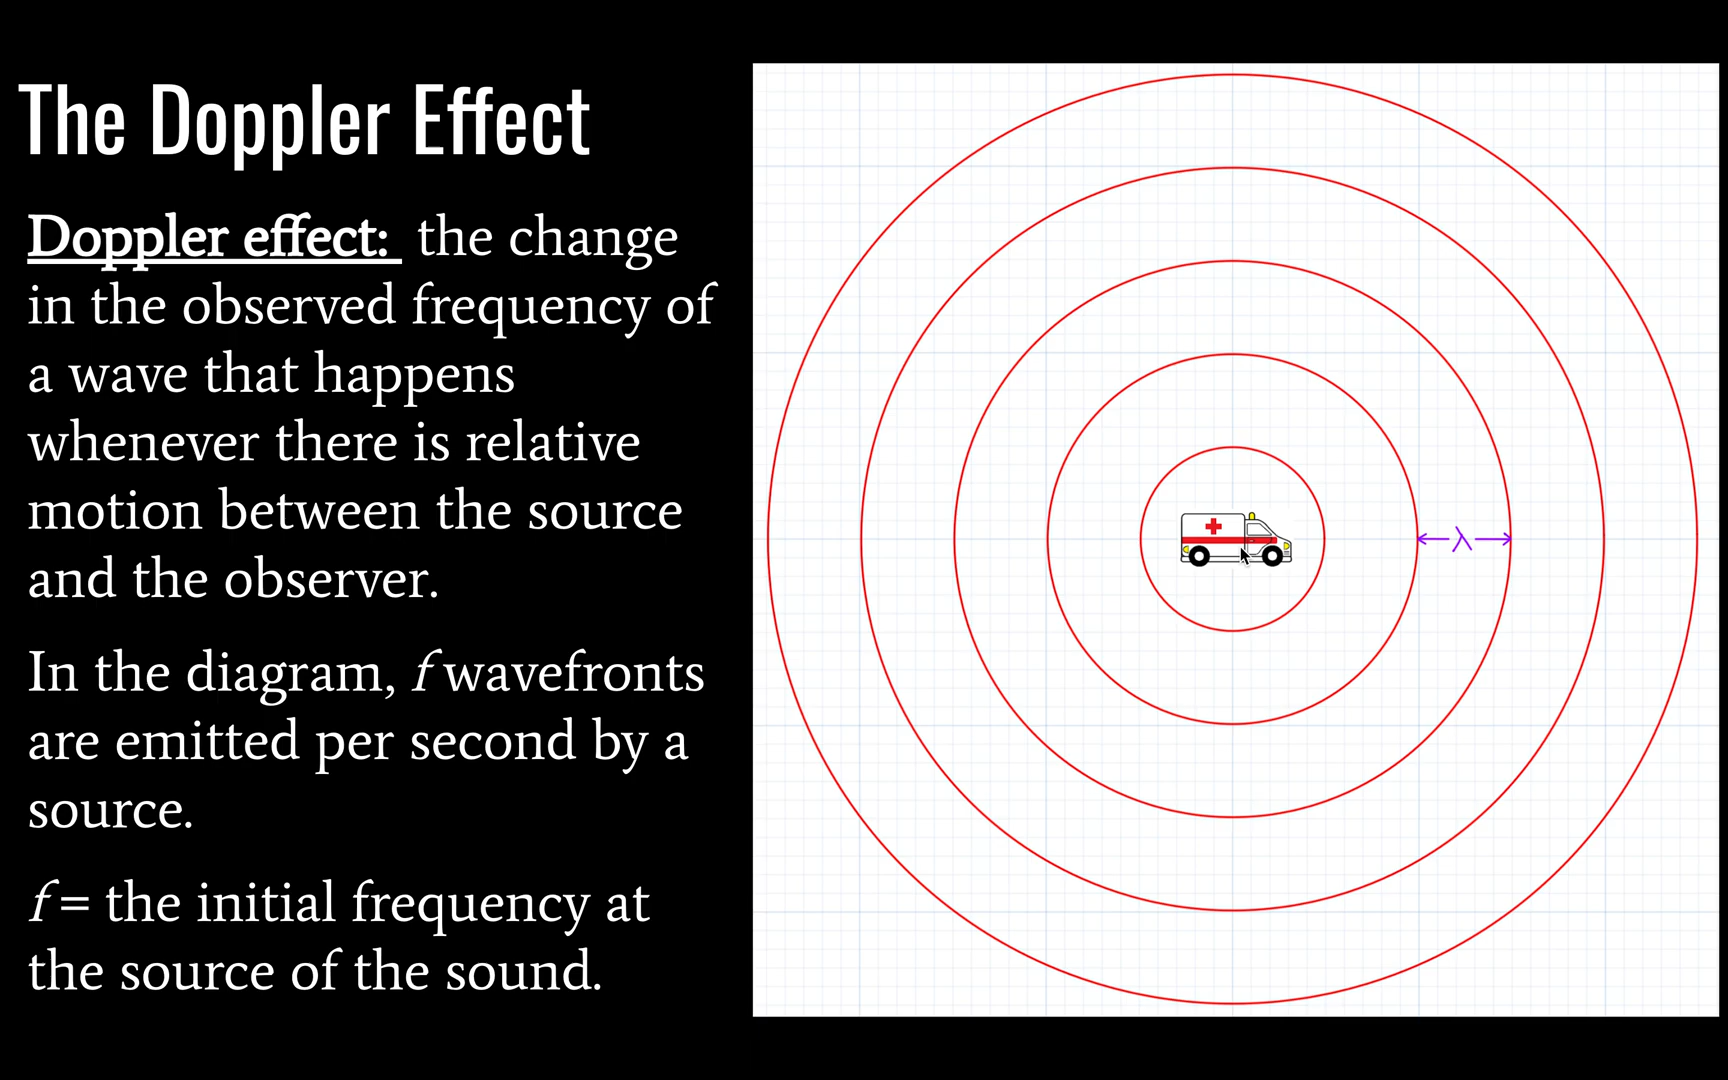 The Doppler Effect
Doppler effect: the change
in the observed frequency of
a wave that happens
whenever there is relative
motion between the source
and the observer.
In the diagram, f wavefronts
are emitted per second by a
source.
f = the initial frequency at
the source of the sound.
λ